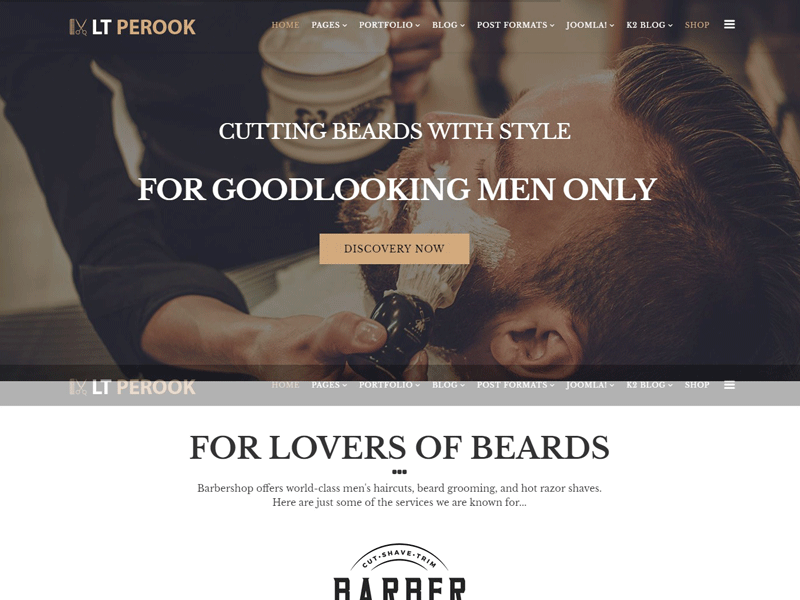 LT PEROOK
HOME PAGES PORTFOLIO BLOG POST FORMATS JOOMLA! K2 BLOG SHOP
CUTTING BEARDS WITH STYLE
FOR GOODLOOKING MEN ONLY
DISCOVERY NOW
LT PEROOK
HOME PAGES PORTFOLIO BLOG POST FORMATS JOOMLA! K2 BLOG SHOP
FOR LOVERS OF BEARDS
Barbershop offers world-class men's haircuts, beard grooming, and hot razor shaves.
Here are just some of the services we are known for...
CUT·SHAVE·TRIM
BARBER